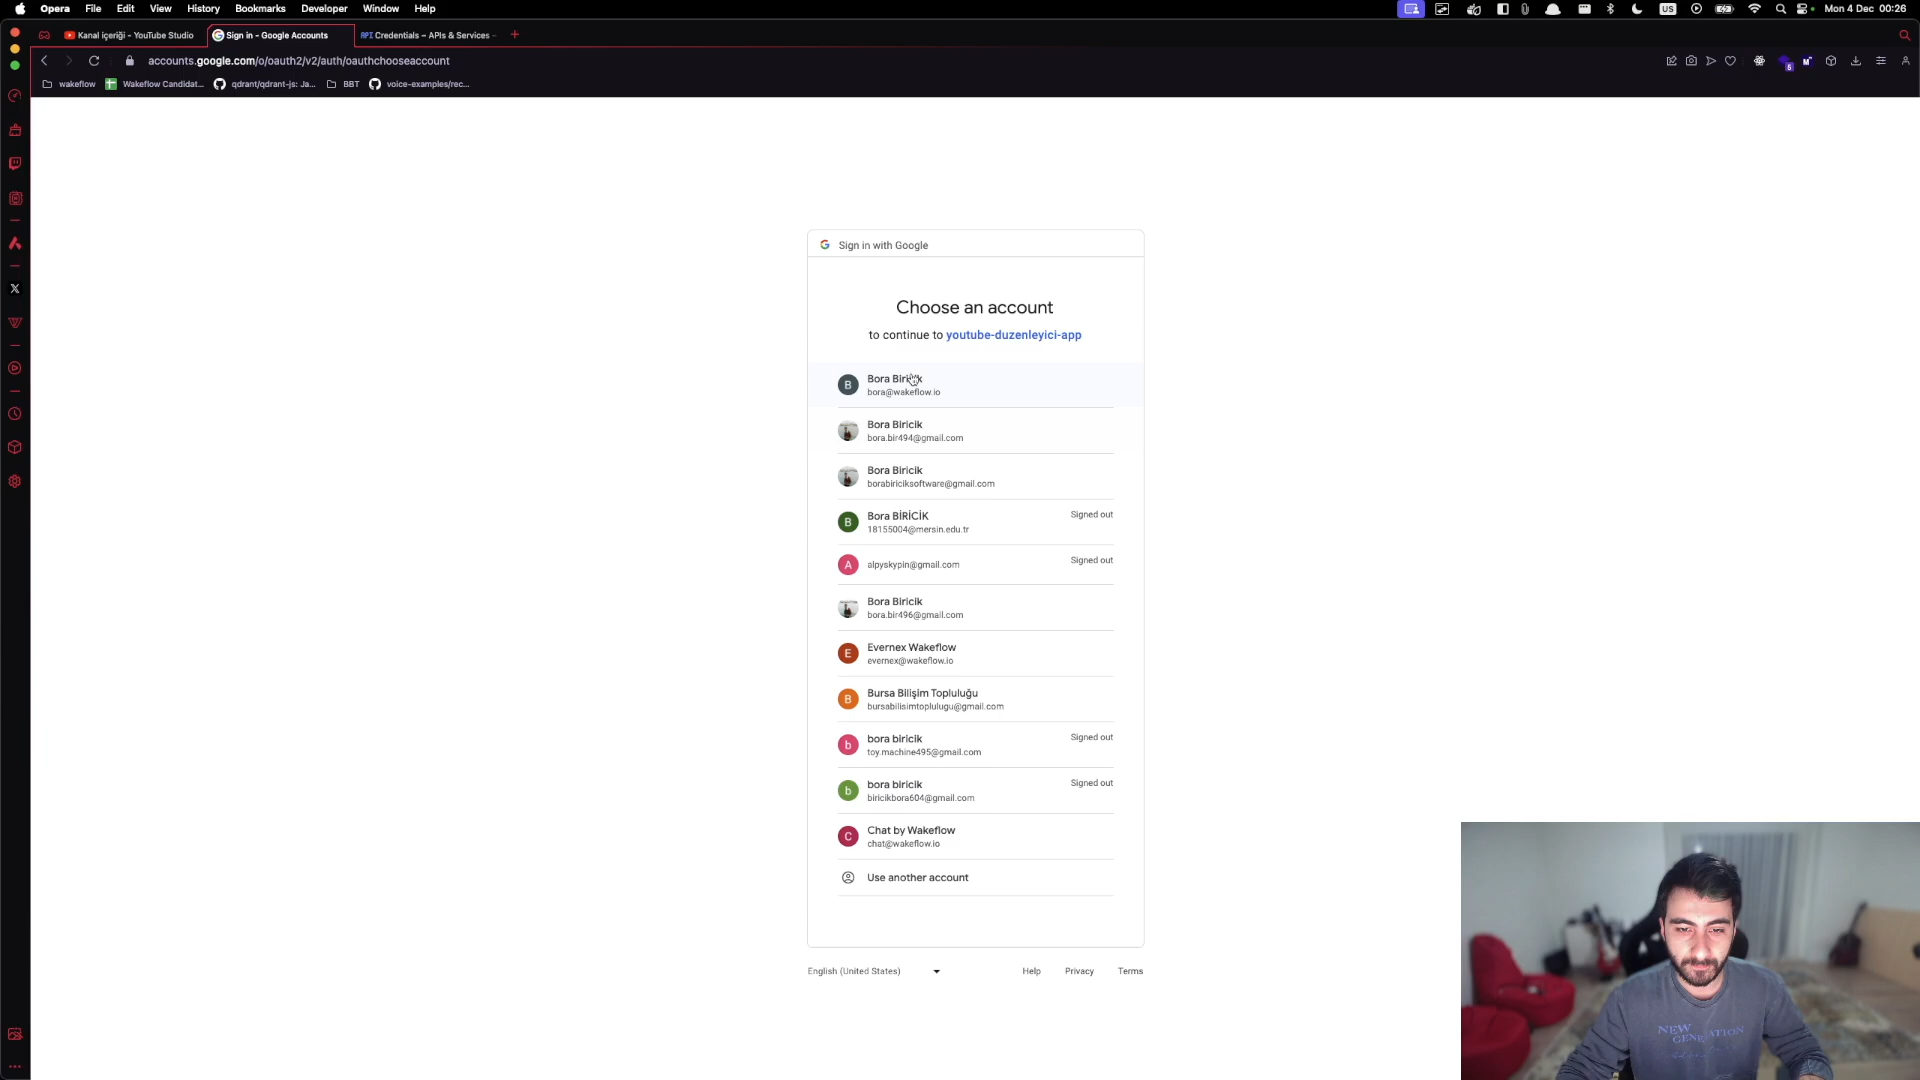 Opera File Edit View History Bookmarks Developer Window Help
US
Mon 4 Dec 00:26
Kanal içeriği - YouTube Studio
Sign in - Google Accounts
API Credentials – APIs & Services –
accounts.google.com/o/oauth2/v2/auth/oauthchooseaccount
wakeflow
Wakeflow Candidat...
qdrant/qdrant-js: Ja...
BBT
voice-examples/rec...
Sign in with Google
Choose an account
to continue to youtube-duzenleyici-app
Bora Biricik
bora@wakeflow.io
Bora Biricik
bora.bir494@gmail.com
Bora Biricik
borabiriciksoftware@gmail.com
Bora BİRİCİK
Signed out
18155004@mersin.edu.tr
alpyskypin@gmail.com
Signed out
Bora Biricik
bora.bir496@gmail.com
Evernex Wakeflow
evernex@wakeflow.io
Bursa Bilişim Topluluğu
bursabilisimtoplulugu@gmail.com
bora biricik
Signed out
toy.machine495@gmail.com
bora biricik
Signed out
biricikbora604@gmail.com
Chat by Wakeflow
chat@wakeflow.io
Use another account
English (United States)
Help Privacy Terms
NEW
GENERATION